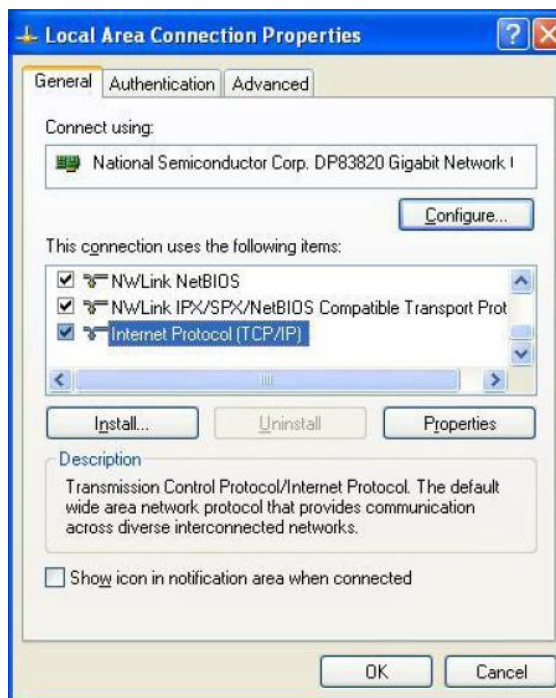 Local Area Connection Properties
General Authentication Advanced
Connect using:
National Semiconductor Corp. DP83820 Gigabit Network
Configure...
This connection uses the following items:
NWLink NetBIOS
NWLink IPX/SPX/NetBIOS Compatible Transport Prot
Internet Protocol (TCP/IP)
Install... Uninstall Properties
Description
Transmission Control Protocol/Internet Protocol. The default
wide area network protocol that provides communication
across diverse interconnected networks.
Show icon in notification area when connected
OK Cancel